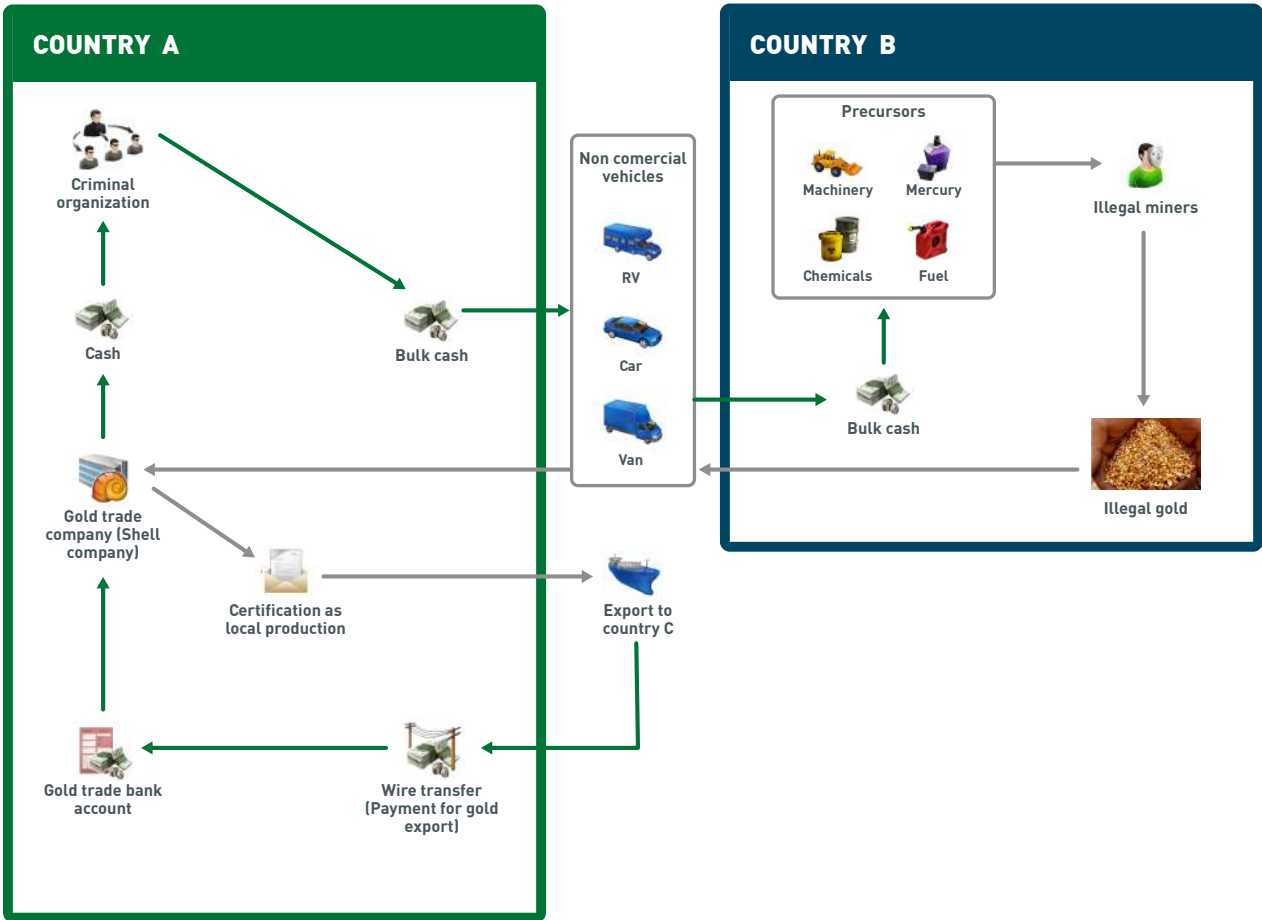 COUNTRY A
COUNTRY B
Criminal
organization
Cash
Bulk cash
Gold trade
company (Shell
company)
Certification as
local production
Gold trade bank
account
Wire transfer
(Payment for gold
export)
Non comercial
vehicles
RV
Car
Van
Export to
country C
Precursors
Machinery
Mercury
Chemicals
Fuel
Bulk cash
Illegal miners
Illegal gold